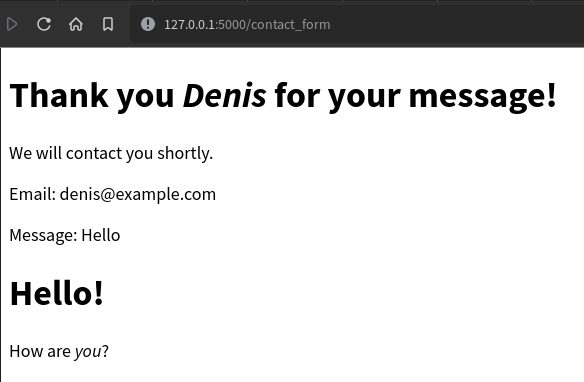 127.0.0.1:5000/contact_form
Thank you Denis for your message!
We will contact you shortly.
Email: denis@example.com
Message: Hello
Hello!
How are you?